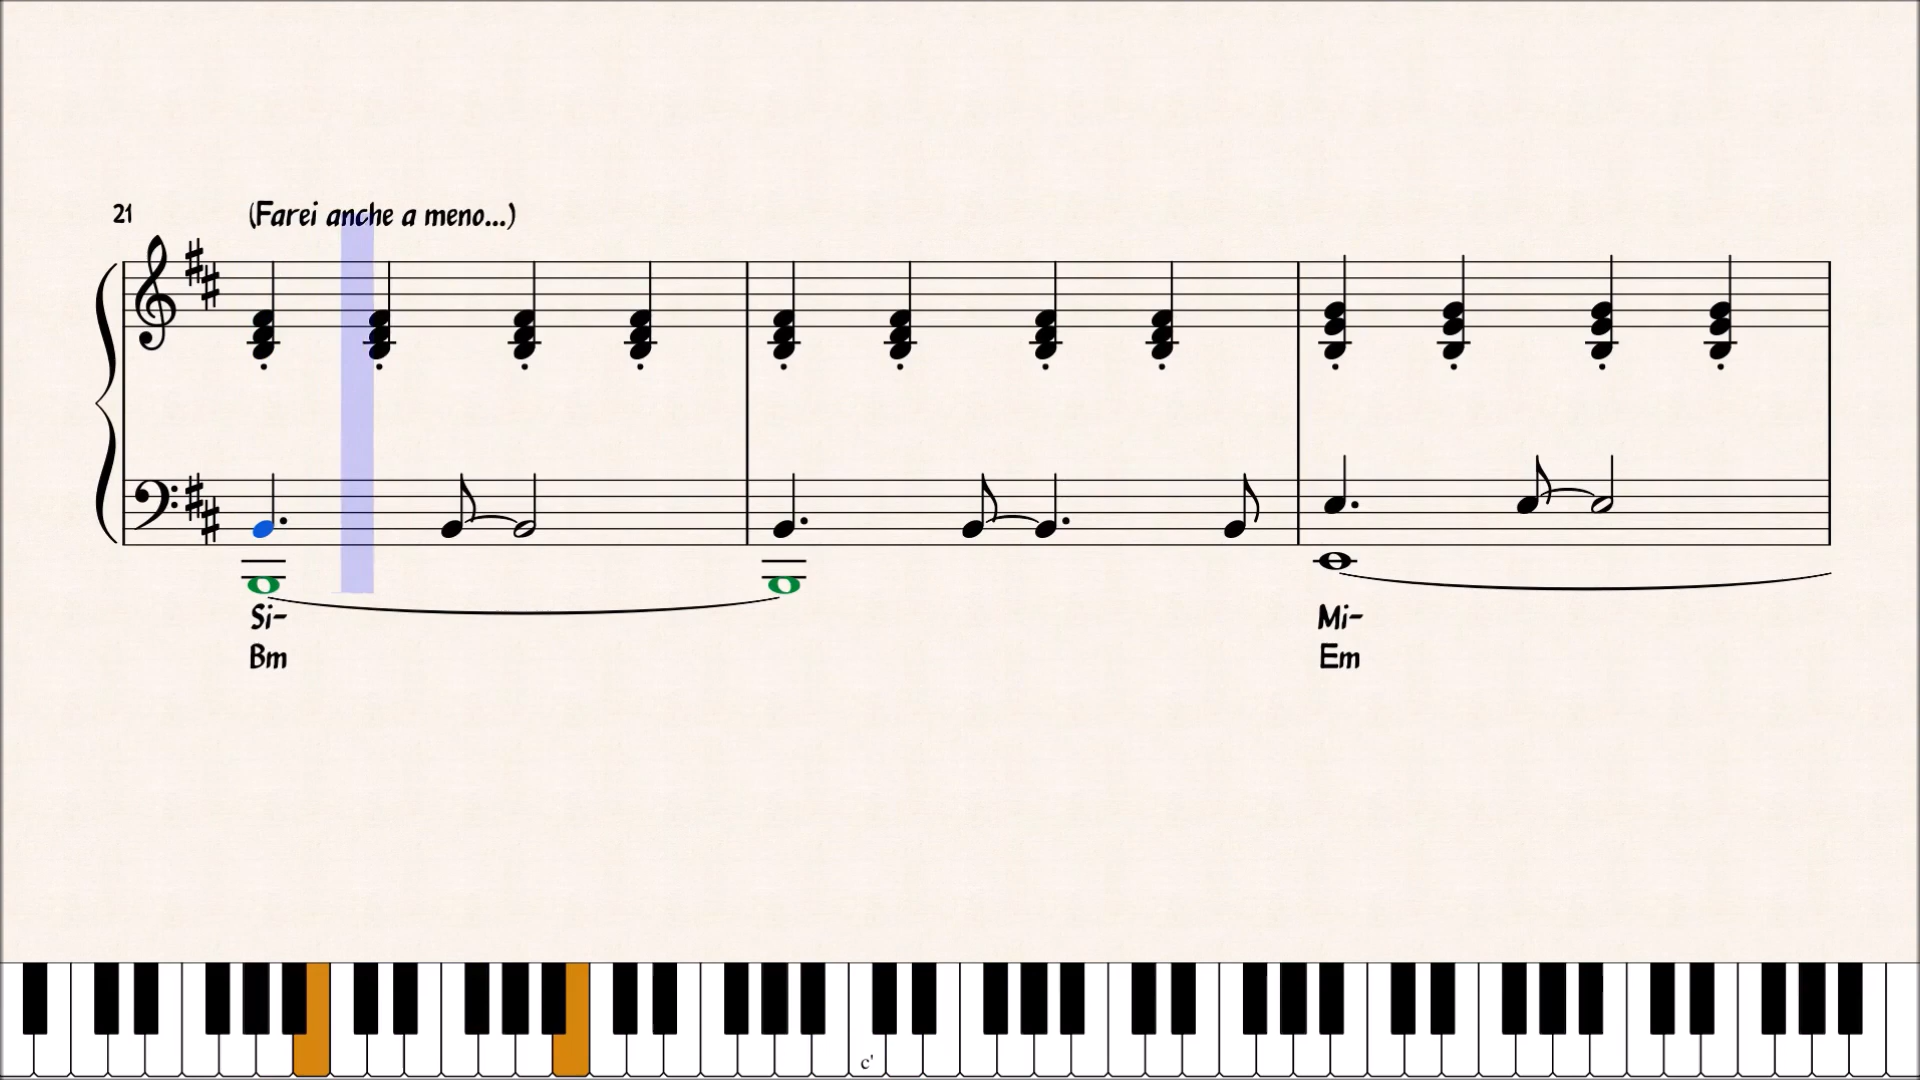 21
(Farei anche a meno...)
Si- Mi-
Bm Em
c'